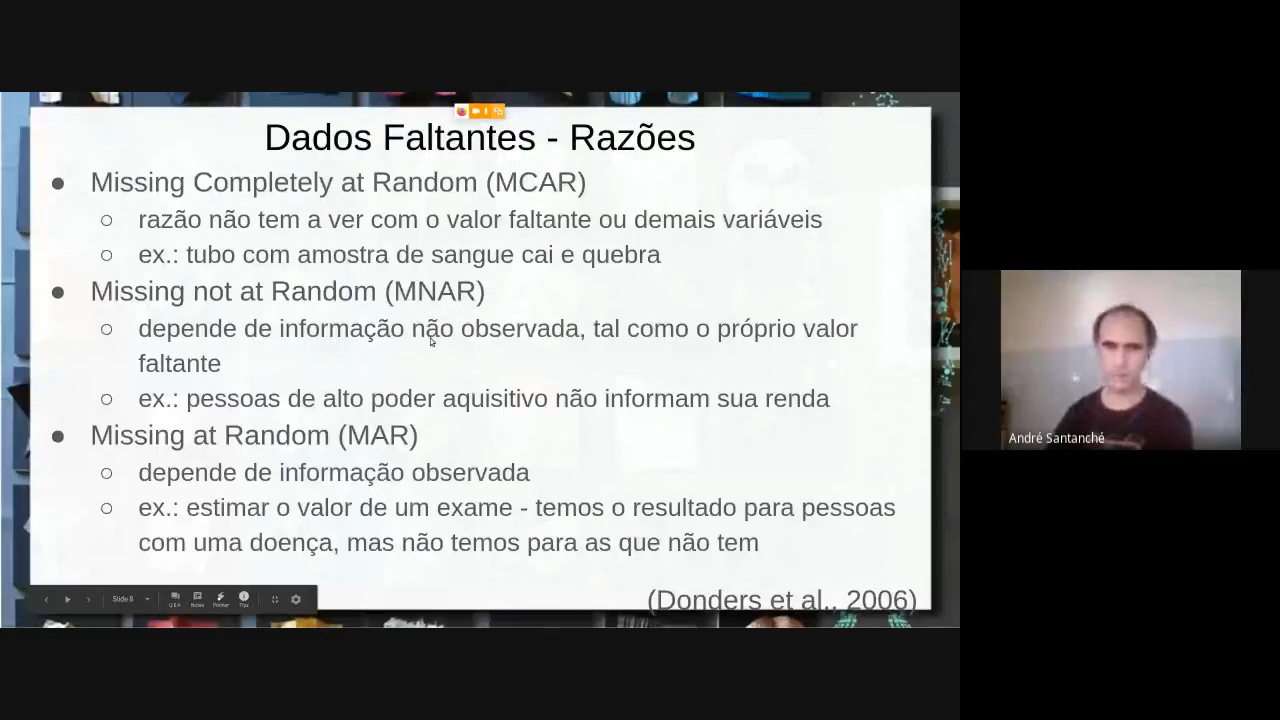 Dados Faltantes - Razões
● Missing Completely at Random (MCAR)
○ razão não tem a ver com o valor faltante ou demais variáveis
○ ex.: tubo com amostra de sangue cai e quebra
● Missing not at Random (MNAR)
○ depende de informação não observada, tal como o próprio valor
faltante
○ ex.: pessoas de alto poder aquisitivo não informam sua renda
● Missing at Random (MAR)
○ depende de informação observada
○ ex.: estimar o valor de um exame - temos o resultado para pessoas
com uma doença, mas não temos para as que não tem
(Donders et al., 2006)
Slide 8
Q&A Notes Pointer Tips
André Santanchè